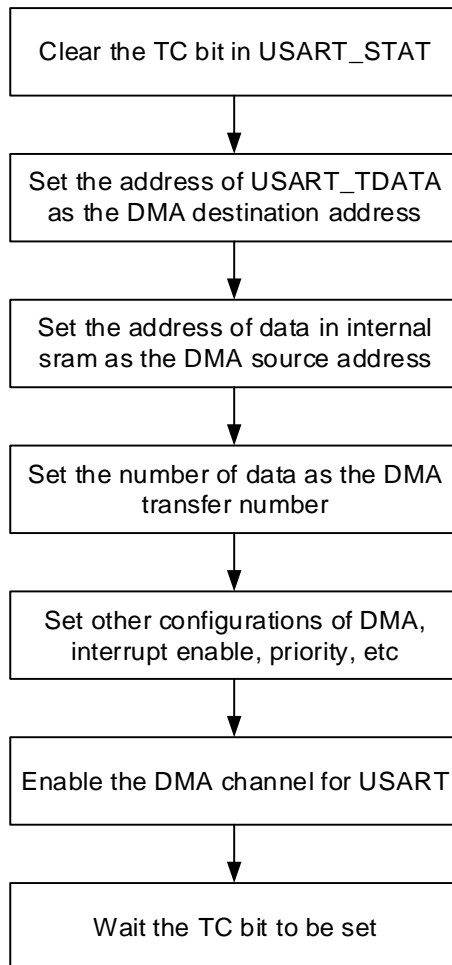 Clear the TC bit in USART_STAT
Set the address of USART_TDATA
as the DMA destination address
Set the address of data in internal
sram as the DMA source address
Set the number of data as the DMA
transfer number
Set other configurations of DMA,
interrupt enable, priority, etc
Enable the DMA channel for USART
Wait the TC bit to be set